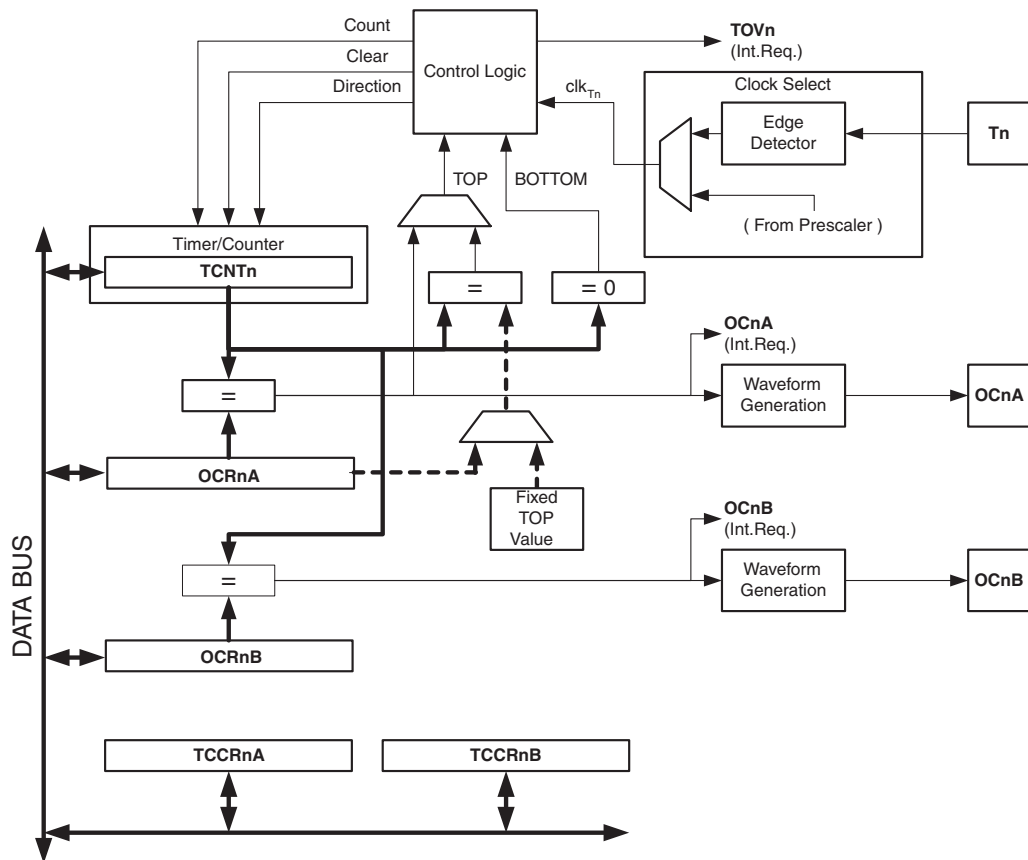 Count
Clear
Direction
Control Logic
TOVn
(Int.Req.)
clkTn
Clock Select
Edge
Detector
Tn
( From Prescaler )
TOP
BOTTOM
Timer/Counter
TCNTn
=
= 0
OCnA
(Int.Req.)
=
Waveform
Generation
OCnA
OCRnA
Fixed
TOP
Value
OCnB
(Int.Req.)
=
Waveform
Generation
OCnB
OCRnB
DATA BUS
TCCRnA
TCCRnB